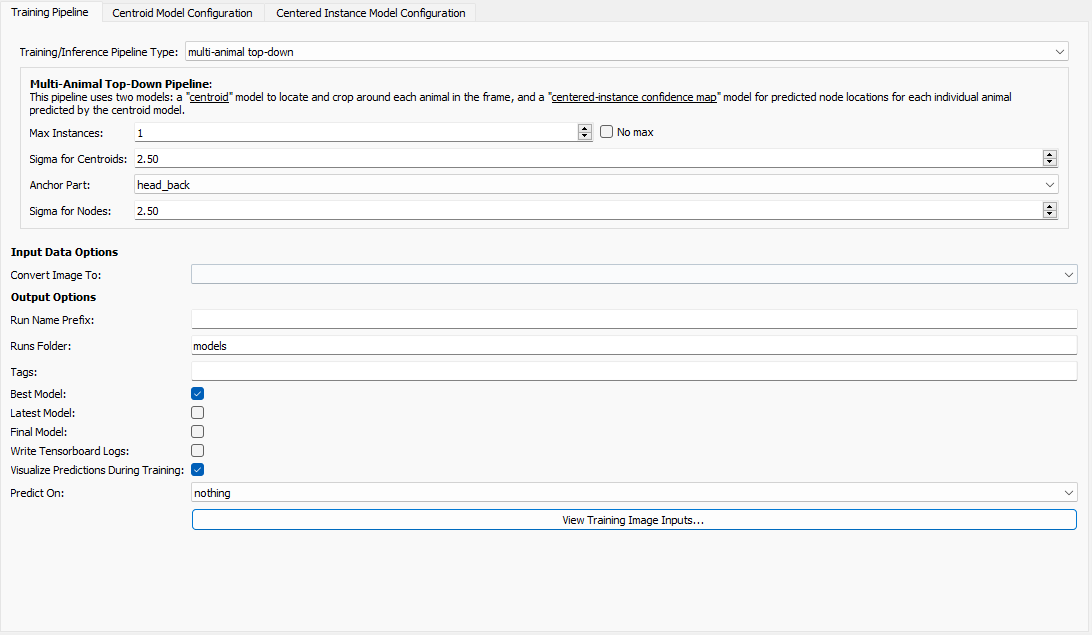 Training Pipeline Centroid Model Configuration Centered Instance Model Configuration
Training/Inference Pipeline Type: multi-animal top-down
Multi-Animal Top-Down Pipeline:
This pipeline uses two models: a "centroid" model to locate and crop around each animal in the frame, and a "centered-instance confidence map" model for predicted node locations for each individual animal
predicted by the centroid model.
Max Instances: 1 No max
Sigma for Centroids: 2.50
Anchor Part: head_back
Sigma for Nodes: 2.50
Input Data Options
Convert Image To:
Output Options
Run Name Prefix:
Runs Folder: models
Tags:
Best Model:
Latest Model:
Final Model:
Write Tensorboard Logs:
Visualize Predictions During Training:
Predict On: nothing
View Training Image Inputs...